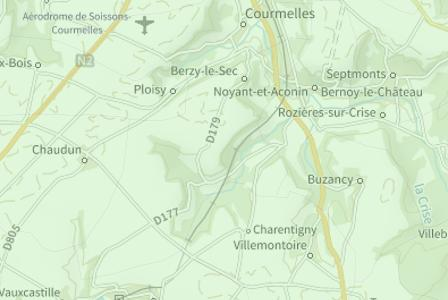 Aérodrome de Soissons-
Courmelles
Courmelles
x-Bois
N2
Berzy-le-Sec
Septmonts
Ploisy
Noyant-et-Aconin
Bernoy-le-Château
Rozières-sur-Crise
D179
Chaudun
Buzancy
la Crise
D177
D805
Charentigny
Villemontoire
Villeb
Vauxcastille